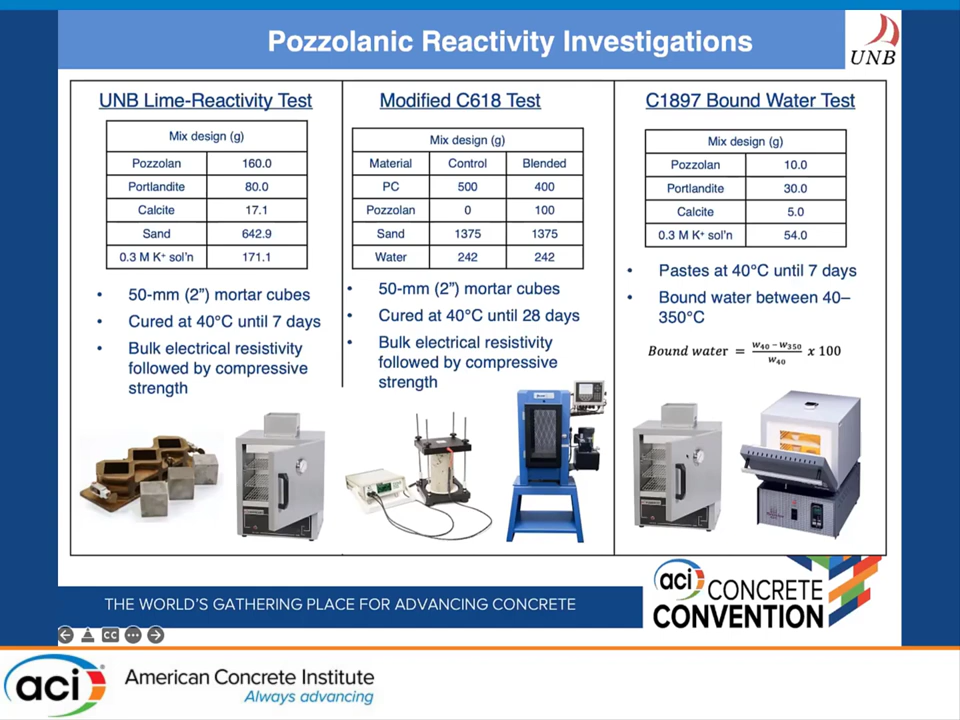 Pozzolanic Reactivity Investigations
UNB
UNB Lime-Reactivity Test
Mix design (g)
Pozzolan 160.0
Portlandite 80.0
Calcite 17.1
Sand 642.9
0.3 M K⁺ sol'n 171.1
• 50-mm (2”) mortar cubes
• Cured at 40°C until 7 days
• Bulk electrical resistivity
followed by compressive
strength
Modified C618 Test
Mix design (g)
Material Control Blended
PC 500 400
Pozzolan 0 100
Sand 1375 1375
Water 242 242
• 50-mm (2”) mortar cubes
• Cured at 40°C until 28 days
• Bulk electrical resistivity
followed by compressive
strength
C1897 Bound Water Test
Mix design (g)
Pozzolan 10.0
Portlandite 30.0
Calcite 5.0
0.3 M K⁺ sol'n 54.0
• Pastes at 40°C until 7 days
• Bound water between 40–
350°C
Bound water = (w₄₀ − w₃₅₀) / w₄₀ x 100
THE WORLD'S GATHERING PLACE FOR ADVANCING CONCRETE
aci CONCRETE
CONVENTION
CC
aci® American Concrete Institute
Always advancing